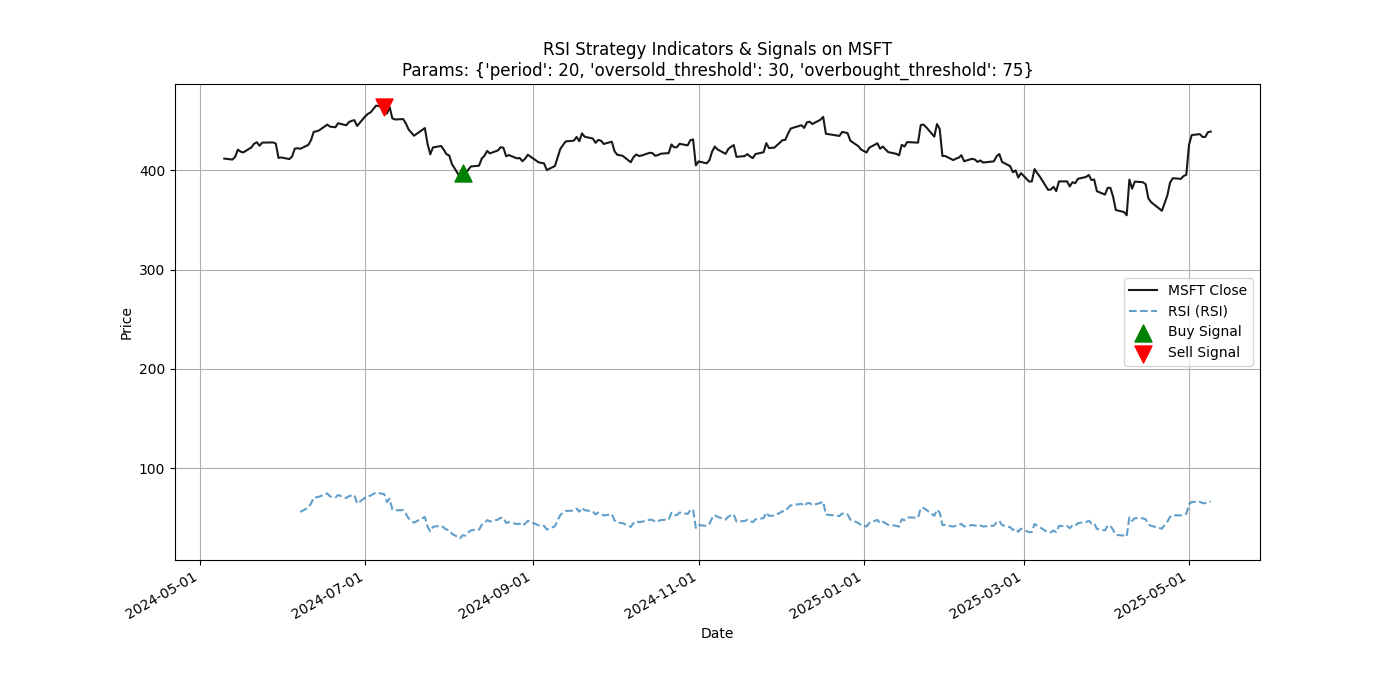 RSI Strategy Indicators & Signals on MSFT
Params: {'period': 20, 'oversold_threshold': 30, 'overbought_threshold': 75}
Price
400
300
200
100
MSFT Close
RSI (RSI)
Buy Signal
Sell Signal
2024-05-01
2024-07-01
2024-09-01
2024-11-01
2025-01-01
2025-03-01
2025-05-01
Date